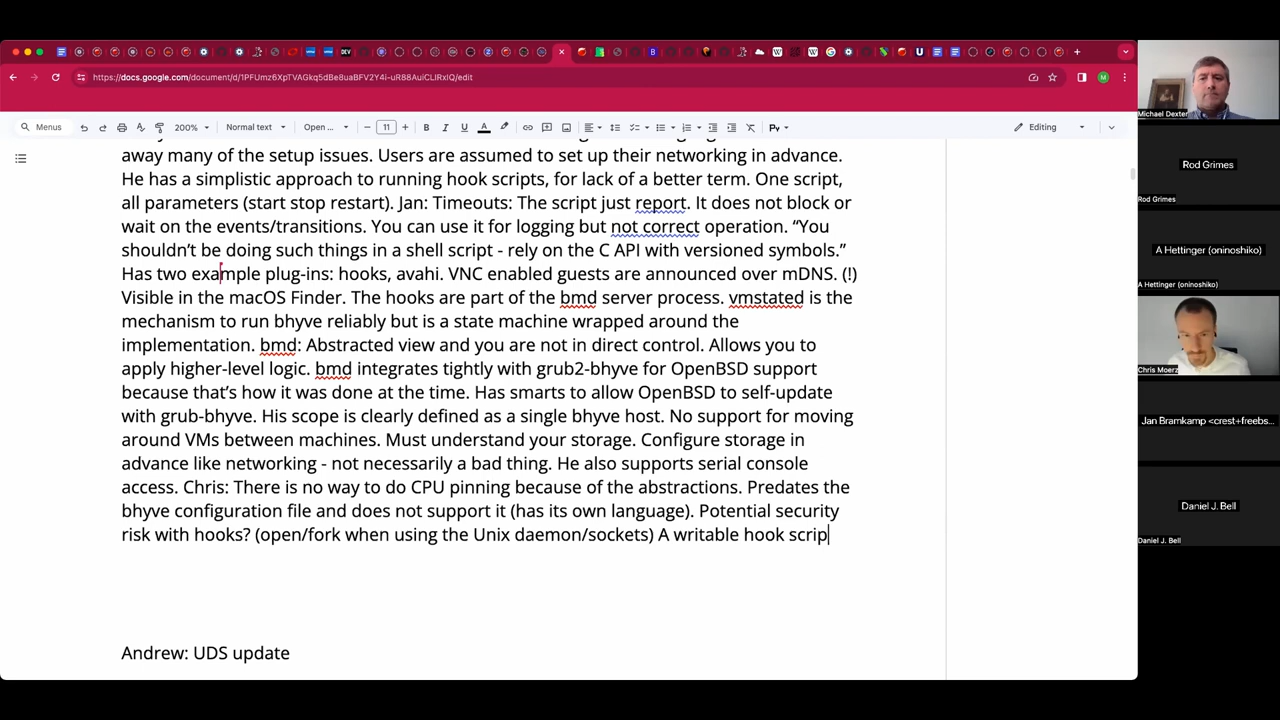 DEV
https://docs.google.com/document/d/1PFUmz6XpTVAGkq5dBe8uaBFV2Y4i-uR88AuiCLIRxIQ/edit
Menus 200% Normal text Open ... 11 Editing
away many of the setup issues. Users are assumed to set up their networking in advance.
He has a simplistic approach to running hook scripts, for lack of a better term. One script,
all parameters (start stop restart). Jan: Timeouts: The script just report. It does not block or
wait on the events/transitions. You can use it for logging but not correct operation. “You
shouldn’t be doing such things in a shell script - rely on the C API with versioned symbols.”
Has two example plug-ins: hooks, avahi. VNC enabled guests are announced over mDNS. (!)
Visible in the macOS Finder. The hooks are part of the bmd server process. vmstated is the
mechanism to run bhyve reliably but is a state machine wrapped around the
implementation. bmd: Abstracted view and you are not in direct control. Allows you to
apply higher-level logic. bmd integrates tightly with grub2-bhyve for OpenBSD support
because that’s how it was done at the time. Has smarts to allow OpenBSD to self-update
with grub-bhyve. His scope is clearly defined as a single bhyve host. No support for moving
around VMs between machines. Must understand your storage. Configure storage in
advance like networking - not necessarily a bad thing. He also supports serial console
access. Chris: There is no way to do CPU pinning because of the abstractions. Predates the
bhyve configuration file and does not support it (has its own language). Potential security
risk with hooks? (open/fork when using the Unix daemon/sockets) A writable hook scrip
Andrew: UDS update
Michael Dexter
Rod Grimes
Rod Grimes
A Hettinger (oninoshiko)
A Hettinger (oninoshiko)
Chris Moerz
Jan Bramkamp <crest+freebs...
Daniel J. Bell
Daniel J. Bell